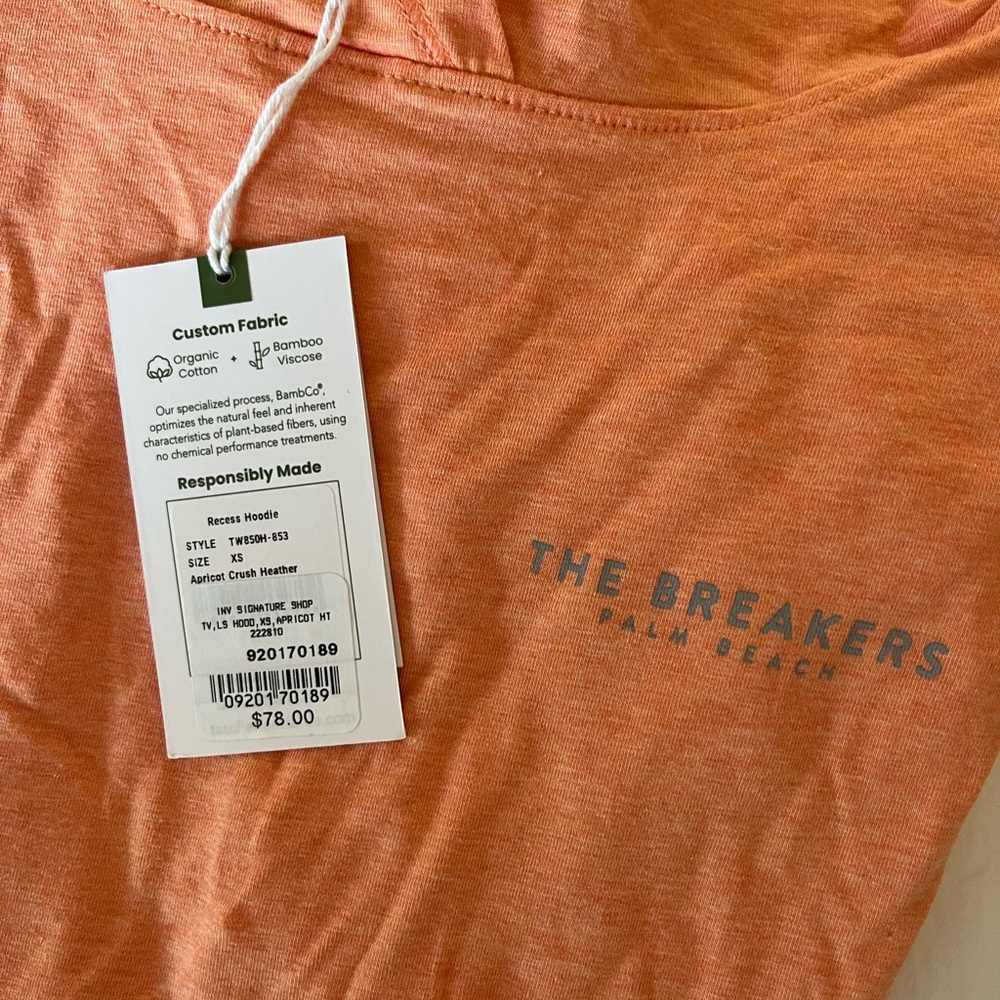 Custom Fabric
Organic Cotton + Bamboo Viscose
Our specialized process, BambCo®,
optimizes the natural feel and inherent
characteristics of plant-based fibers, using
no chemical performance treatments.
Responsibly Made
Recess Hoodie
STYLE TW850H-853
SIZE XS
Apricot Crush Heather
INV SIGNATURE SHOP
TV,LS HOOD,XS,APRICOT HT
222810
920170189
0920170189
$78.00
THE BREAKERS
PALM BEACH